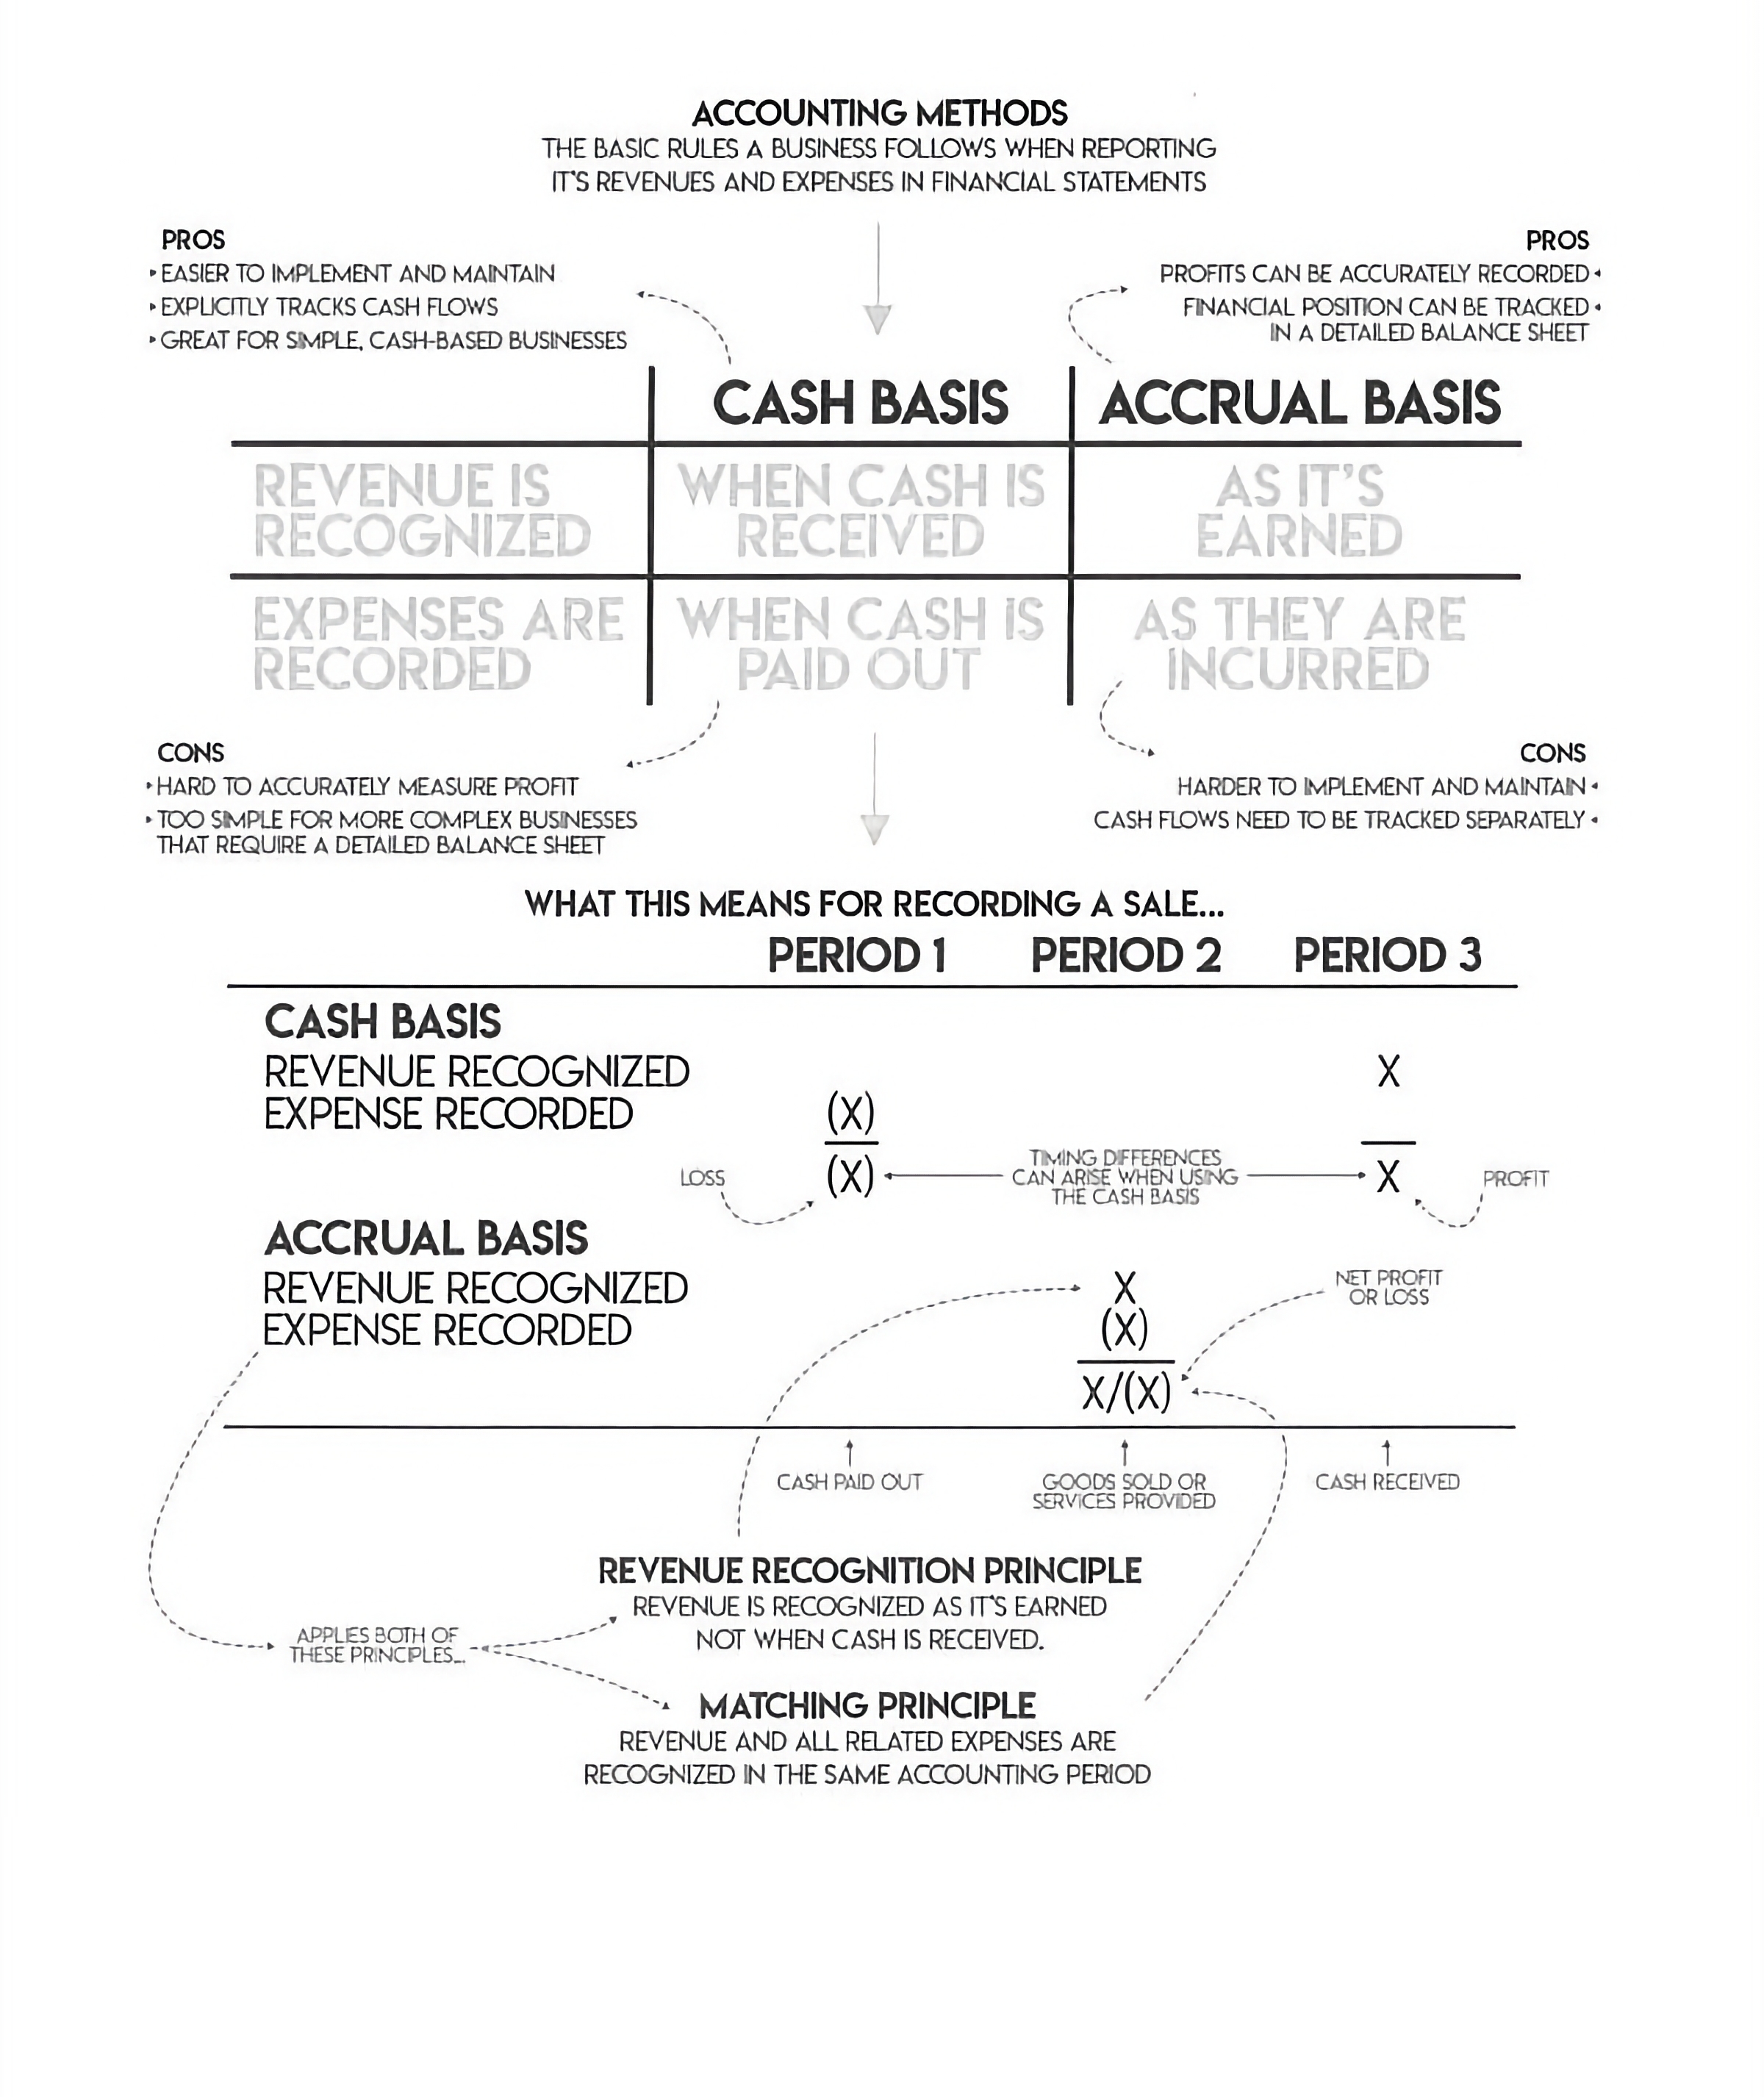 ACCOUNTING METHODS
THE BASIC RULES A BUSINESS FOLLOWS WHEN REPORTING
IT'S REVENUES AND EXPENSES IN FINANCIAL STATEMENTS
PROS
• EASIER TO IMPLEMENT AND MAINTAIN
• EXPLICITLY TRACKS CASH FLOWS
• GREAT FOR SIMPLE, CASH-BASED BUSINESSES
PROS
PROFITS CAN BE ACCURATELY RECORDED •
FINANCIAL POSITION CAN BE TRACKED •
IN A DETAILED BALANCE SHEET
CASH BASIS
ACCRUAL BASIS
REVENUE IS
RECOGNIZED
WHEN CASH IS
RECEIVED
AS IT'S
EARNED
EXPENSES ARE
RECORDED
WHEN CASH IS
PAID OUT
AS THEY ARE
INCURRED
CONS
• HARD TO ACCURATELY MEASURE PROFIT
• TOO SIMPLE FOR MORE COMPLEX BUSINESSES
THAT REQUIRE A DETAILED BALANCE SHEET
CONS
HARDER TO IMPLEMENT AND MAINTAIN •
CASH FLOWS NEED TO BE TRACKED SEPARATELY •
WHAT THIS MEANS FOR RECORDING A SALE...
PERIOD 1 PERIOD 2 PERIOD 3
CASH BASIS
REVENUE RECOGNIZED X
EXPENSE RECORDED (X)
LOSS
(X)
TIMING DIFFERENCES
CAN ARISE WHEN USING
THE CASH BASIS
X
PROFIT
ACCRUAL BASIS
REVENUE RECOGNIZED X
EXPENSE RECORDED (X)
NET PROFIT
OR LOSS
X/(X)
CASH PAID OUT
GOODS SOLD OR
SERVICES PROVIDED
CASH RECEIVED
REVENUE RECOGNITION PRINCIPLE
REVENUE IS RECOGNIZED AS IT'S EARNED
NOT WHEN CASH IS RECEIVED.
APPLIES BOTH OF
THESE PRINCIPLES...
MATCHING PRINCIPLE
REVENUE AND ALL RELATED EXPENSES ARE
RECOGNIZED IN THE SAME ACCOUNTING PERIOD